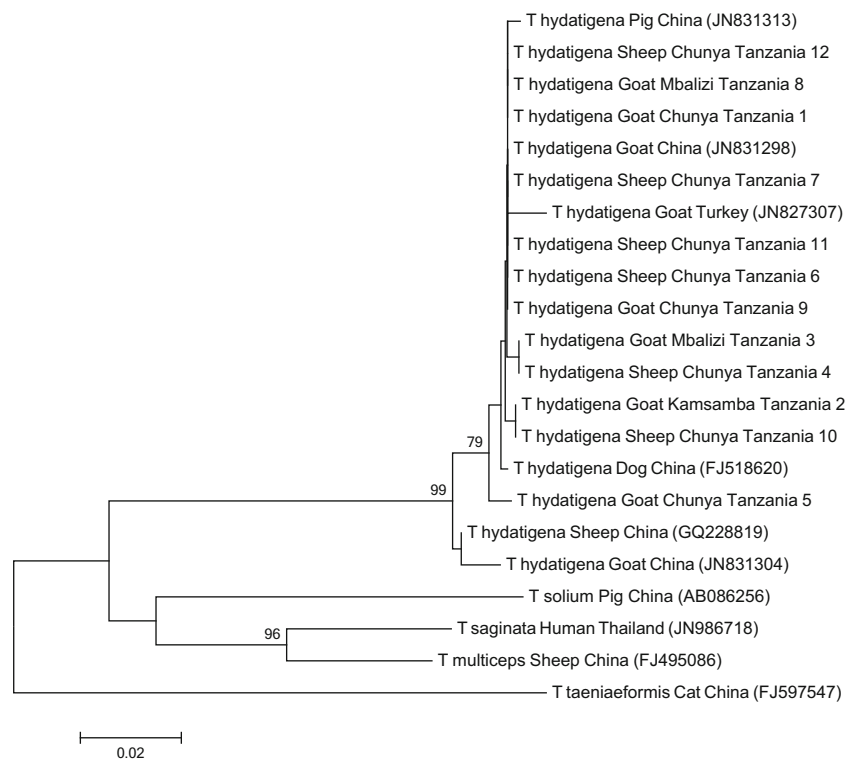 T hydatigena Pig China (JN831313)
T hydatigena Sheep Chunya Tanzania 12
T hydatigena Goat Mbalizi Tanzania 8
T hydatigena Goat Chunya Tanzania 1
T hydatigena Goat China (JN831298)
T hydatigena Sheep Chunya Tanzania 7
T hydatigena Goat Turkey (JN827307)
T hydatigena Sheep Chunya Tanzania 11
T hydatigena Sheep Chunya Tanzania 6
T hydatigena Goat Chunya Tanzania 9
T hydatigena Goat Mbalizi Tanzania 3
T hydatigena Sheep Chunya Tanzania 4
T hydatigena Goat Kamsamba Tanzania 2
T hydatigena Sheep Chunya Tanzania 10
79
T hydatigena Dog China (FJ518620)
99
T hydatigena Goat Chunya Tanzania 5
T hydatigena Sheep China (GQ228819)
T hydatigena Goat China (JN831304)
T solium Pig China (AB086256)
96
T saginata Human Thailand (JN986718)
T multiceps Sheep China (FJ495086)
T taeniaeformis Cat China (FJ597547)
0.02